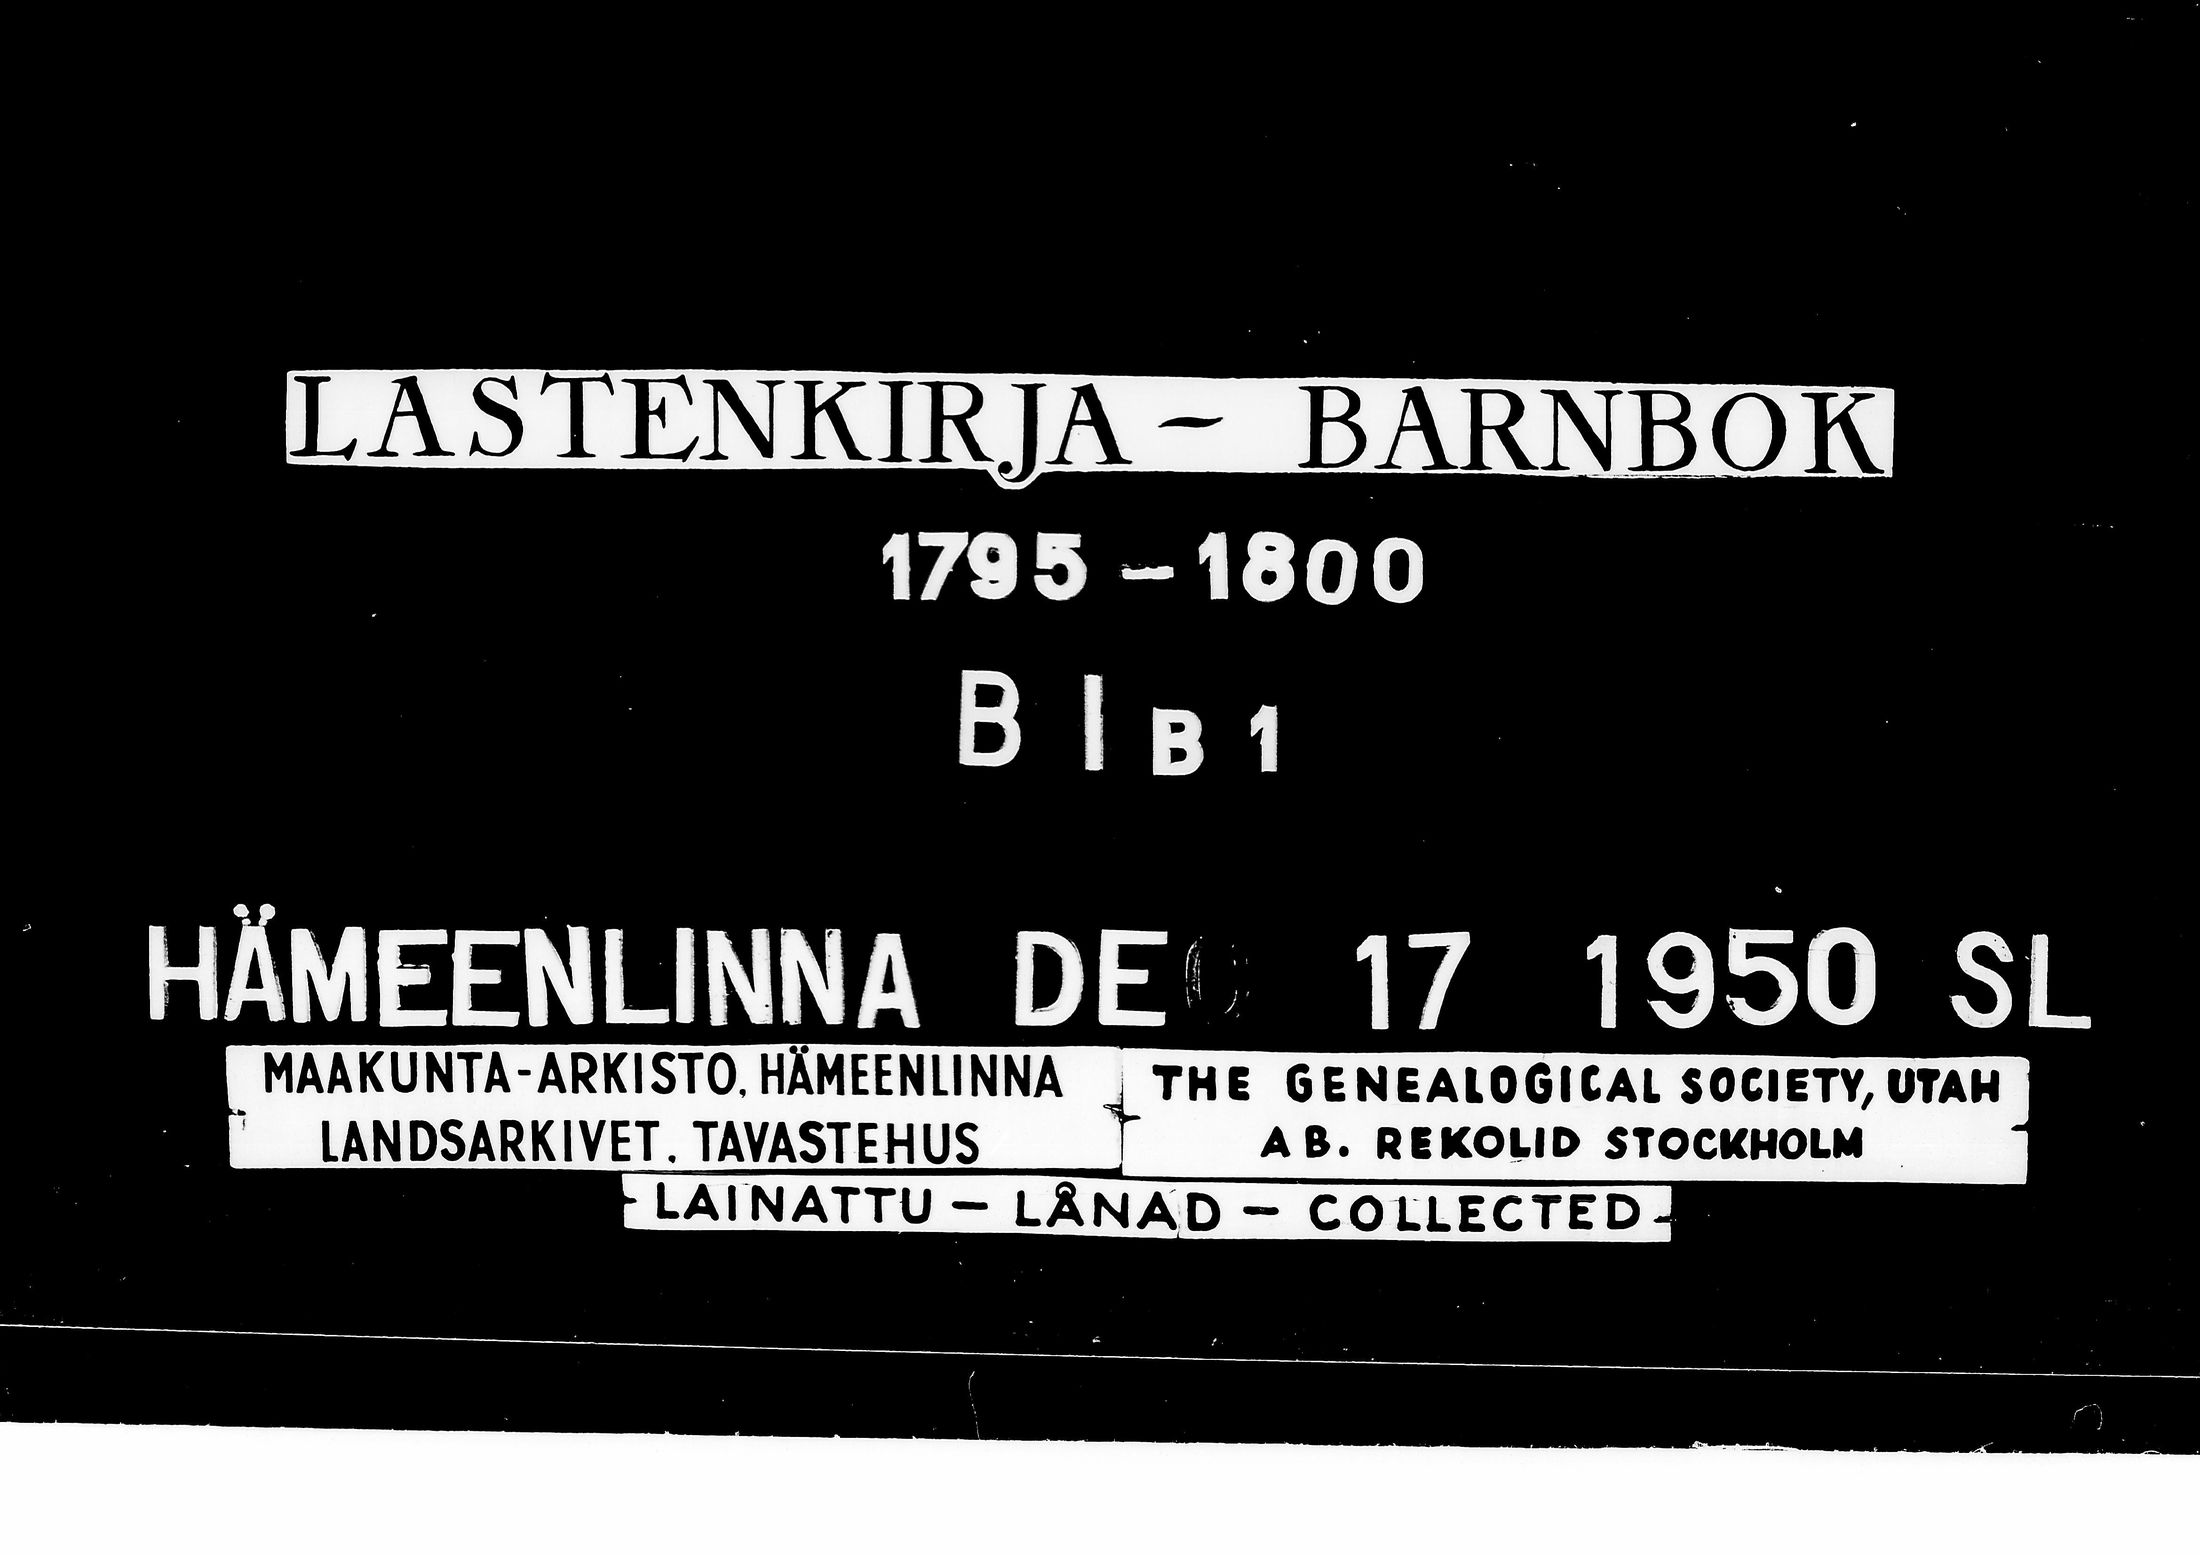 LASTENKIRJA - BARNBOK
1795 - 1800
B I B 1
HÄMEENLINNA DEC 17 1950 SL
MAAKUNTA-ARKISTO, HÄMEENLINNA
LANDSARKIVET. TAVASTEHUS
THE GENEALOGICAL SOCIETY, UTAH
AB. REKOLID STOCKHOLM
LAINATTU - LÅNAD - COLLECTED